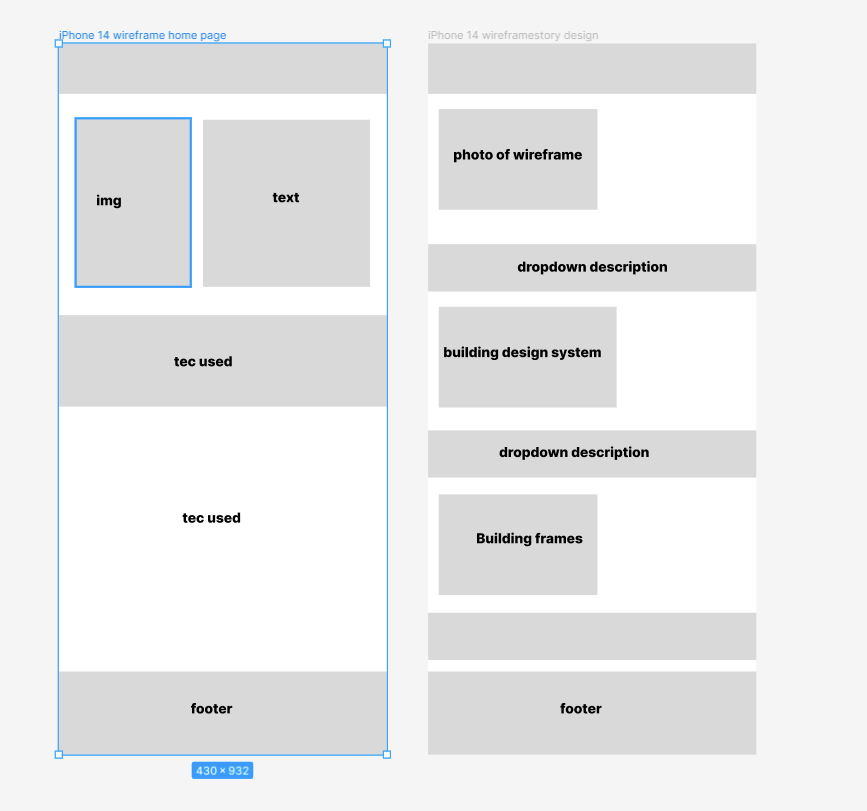 iPhone 14 wireframe home page
img
text
tec used
tec used
footer
430 × 932
iPhone 14 wireframestory design
photo of wireframe
dropdown description
building design system
dropdown description
Building frames
footer